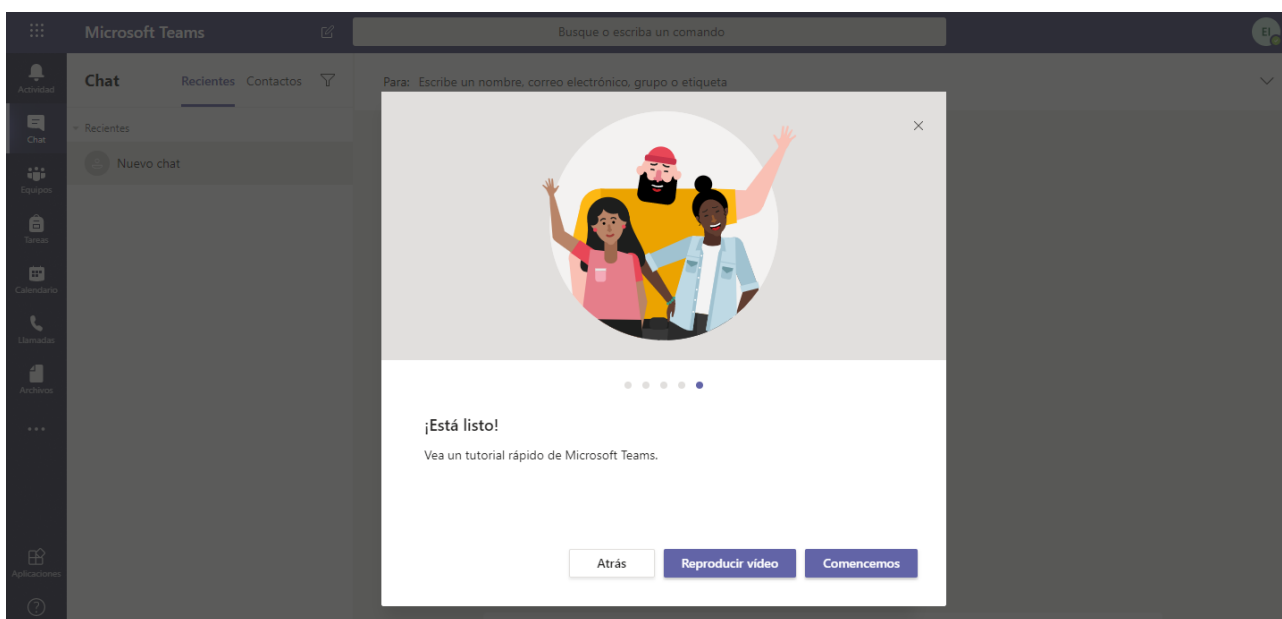 Microsoft Teams
Busque o escriba un comando
EI
Actividad
Chat
Equipos
Tareas
Calendario
Llamadas
Archivos
Aplicaciones
Chat
Recientes Contactos
Recientes
Nuevo chat
Para: Escribe un nombre, correo electrónico, grupo o etiqueta
¡Está listo!
Vea un tutorial rápido de Microsoft Teams.
Atrás
Reproducir vídeo
Comencemos